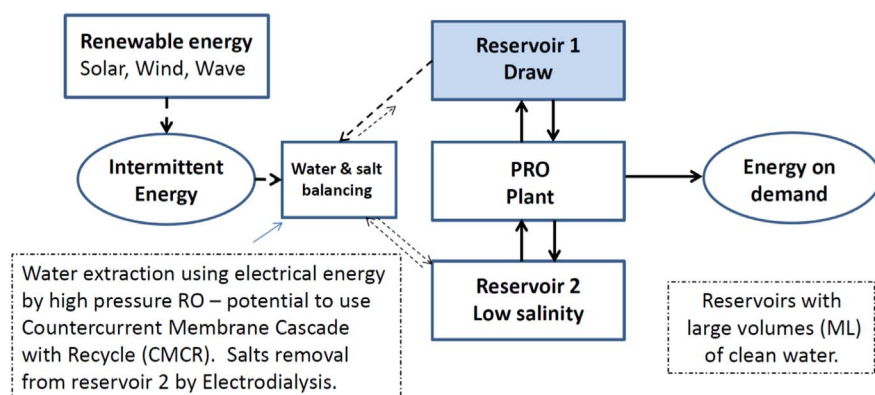 Renewable energy
Solar, Wind, Wave
Intermittent
Energy
Water & salt
balancing
Reservoir 1
Draw
PRO
Plant
Reservoir 2
Low salinity
Energy on
demand
Water extraction using electrical energy
by high pressure RO – potential to use
Countercurrent Membrane Cascade
with Recycle (CMCR).  Salts removal
from reservoir 2 by Electrodialysis.
Reservoirs with
large volumes (ML)
of clean water.